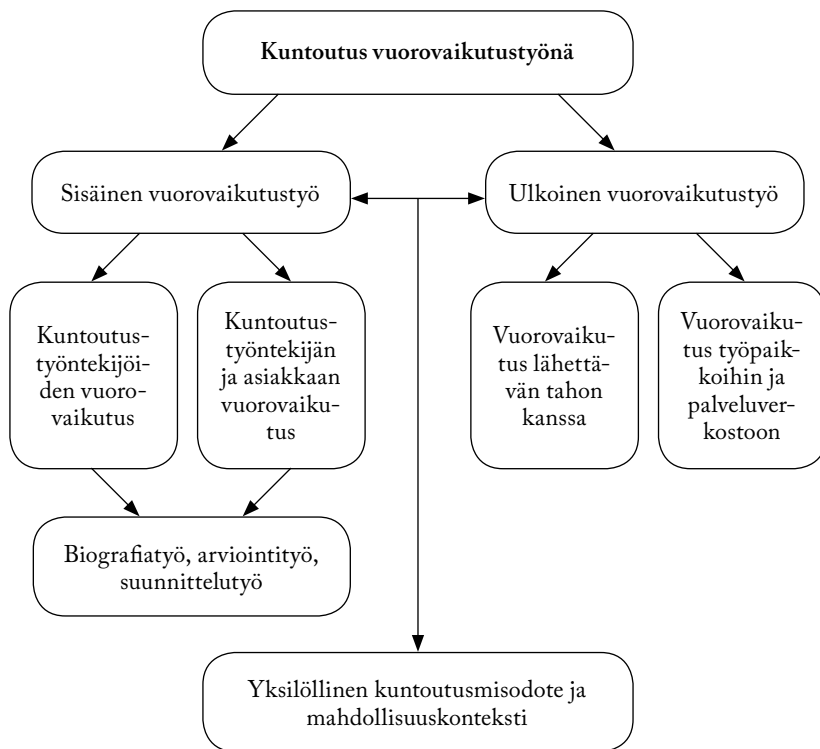 Kuntoutus vuorovaikutustyönä
Sisäinen vuorovaikutustyö
Ulkoinen vuorovaikutustyö
Kuntoutus-
työntekijöi-
den vuoro-
vaikutus
Kuntoutus-
työntekijän
ja asiakkaan
vuorovaiku-
tus
Vuorovaiku-
tus lähettä-
vän tahon
kanssa
Vuorovaiku-
tus työpaik-
koihin ja
palveluver-
kostoon
Biografiatyö, arviointityö,
suunnittelutyö
Yksilöllinen kuntoutusmisodote ja
mahdollisuuskonteksti